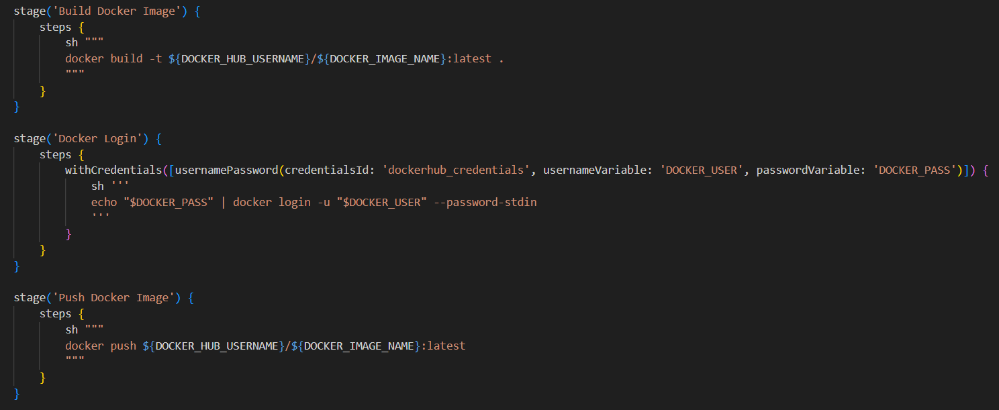 stage('Build Docker Image') {
    steps {
        sh """
        docker build -t ${DOCKER_HUB_USERNAME}/${DOCKER_IMAGE_NAME}:latest .
        """
    }
}

stage('Docker Login') {
    steps {
        withCredentials([usernamePassword(credentialsId: 'dockerhub_credentials', usernameVariable: 'DOCKER_USER', passwordVariable: 'DOCKER_PASS')]) {
            sh '''
            echo "$DOCKER_PASS" | docker login -u "$DOCKER_USER" --password-stdin
            '''
        }
    }
}

stage('Push Docker Image') {
    steps {
        sh """
        docker push ${DOCKER_HUB_USERNAME}/${DOCKER_IMAGE_NAME}:latest
        """
    }
}